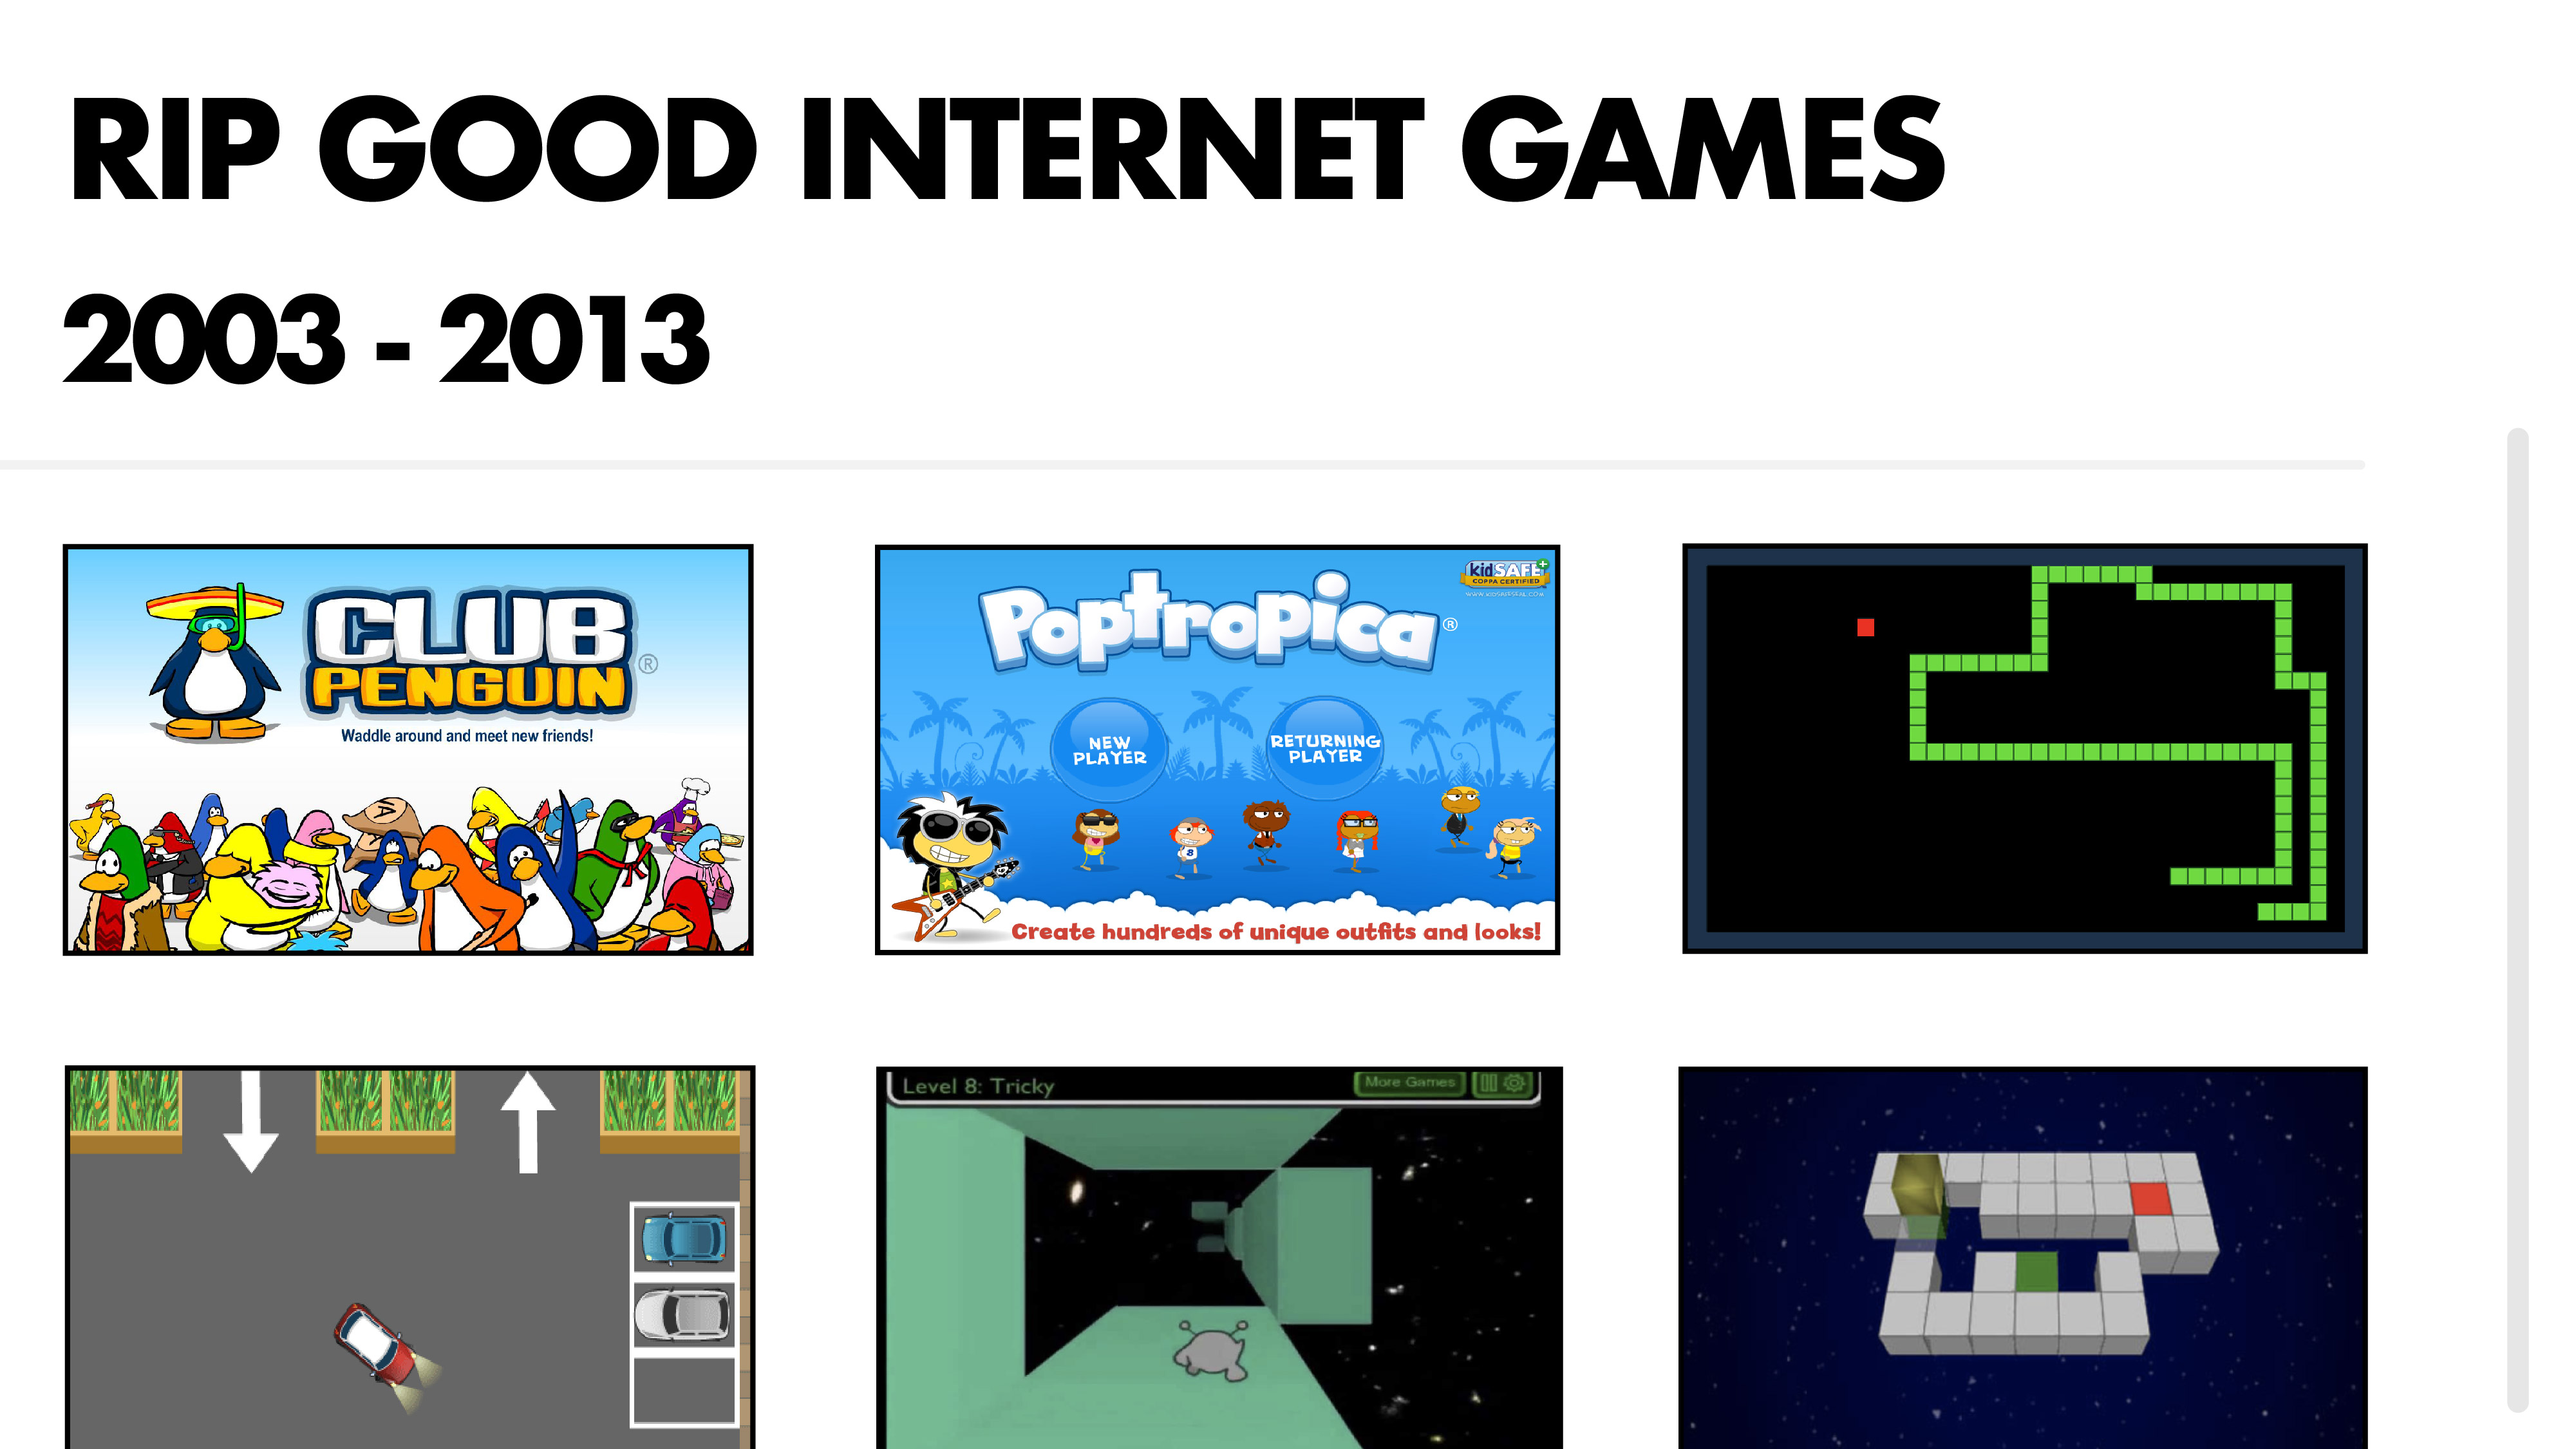 RIP GOOD INTERNET GAMES
2003 - 2013
CLUB
PENGUIN ®
Waddle around and meet new friends!
kidSAFE+
COPPA CERTIFIED
WWW.KIDSAFESEAL.COM
Poptropica ®
NEW
PLAYER
RETURNING
PLAYER
Create hundreds of unique outfits and looks!
Level 8: Tricky
More Games